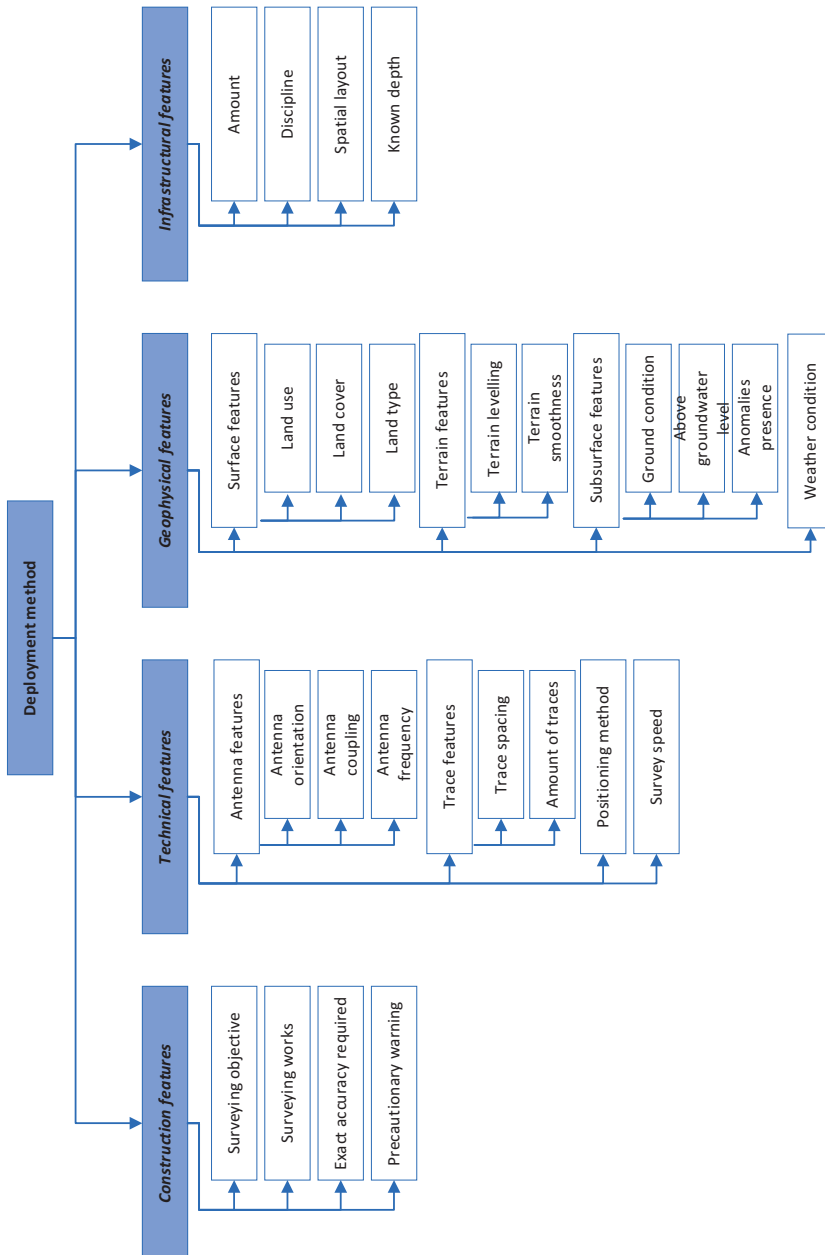 Deployment method
Construction features
Surveying objective
Surveying works
Exact accuracy required
Precautionary warning
Technical features
Antenna features
Antenna
orientation
Antenna
coupling
Antenna
frequency
Trace features
Trace spacing
Amount of traces
Positioning method
Survey speed
Geophysical features
Surface features
Land use
Land cover
Land type
Terrain features
Terrain levelling
Terrain
smoothness
Subsurface features
Ground condition
Above
groundwater
level
Anomalies
presence
Weather condition
Infrastructural features
Amount
Discipline
Spatial layout
Known depth